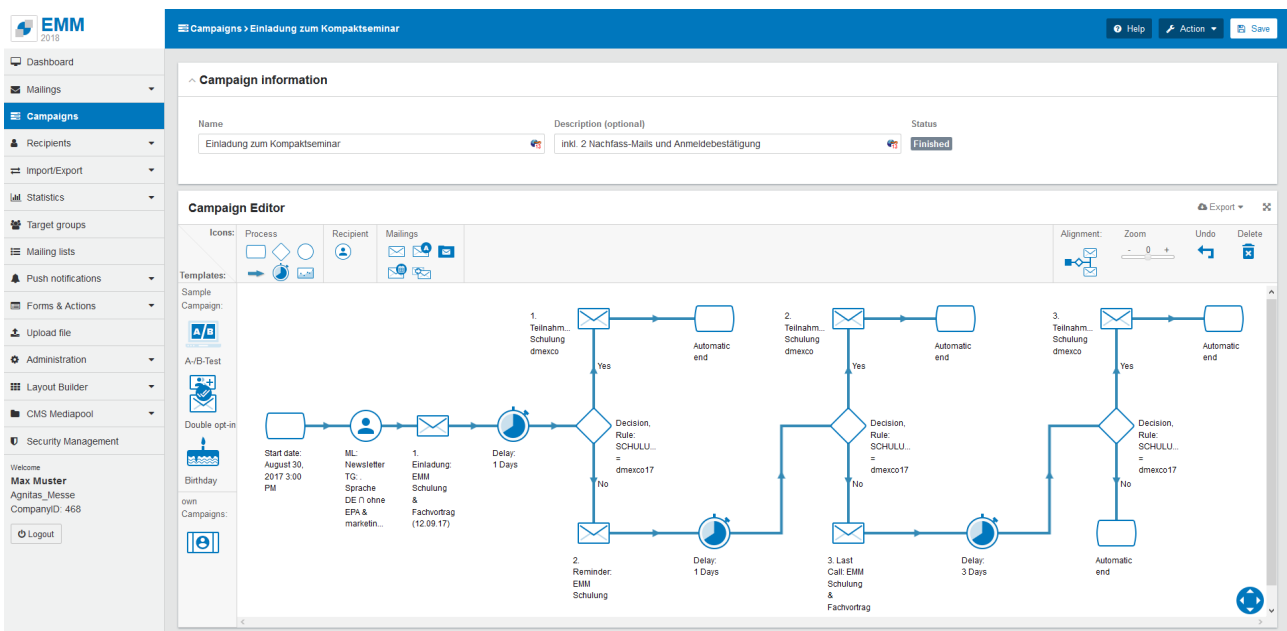 EMM
2018
Campaigns > Einladung zum Kompaktseminar
Help
Action
Save
Dashboard
Mailings
Campaigns
Recipients
Import/Export
Statistics
Target groups
Mailing lists
Push notifications
Forms & Actions
Upload file
Administration
Layout Builder
CMS Mediapool
Security Management
Welcome
Max Muster
Agnitas_Messe
CompanyID: 468
Logout
Campaign information
Name
Description (optional)
Status
Einladung zum Kompaktseminar
inkl. 2 Nachfass-Mails und Anmeldebestätigung
Finished
Campaign Editor
Export
Icons:
Process
Recipient
Mailings
Alignment:
Zoom
Undo
Delete
- 0 +
Templates:
Sample
Campaign:
A/B
A-/B-Test
Double opt-in
Birthday
own
Campaigns:
Start date:
August 30,
2017 3:00
PM
ML:
Newsletter
TG: .
Sprache
DE ∩ ohne
EPA &
marketin...
1.
Einladung:
EMM
Schulung
&
Fachvortrag
(12.09.17)
Delay:
1 Days
1.
Teilnahm...
Schulung
dmexco
Automatic
end
Yes
Decision,
Rule:
SCHULU...
=
dmexco17
No
2.
Reminder:
EMM
Schulung
Delay:
1 Days
2.
Teilnahm...
Schulung
dmexco
Automatic
end
Yes
Decision,
Rule:
SCHULU...
=
dmexco17
No
3. Last
Call: EMM
Schulung
&
Fachvortrag
Delay:
3 Days
3.
Teilnahm...
Schulung
dmexco
Automatic
end
Yes
Decision,
Rule:
SCHULU...
=
dmexco17
No
Automatic
end